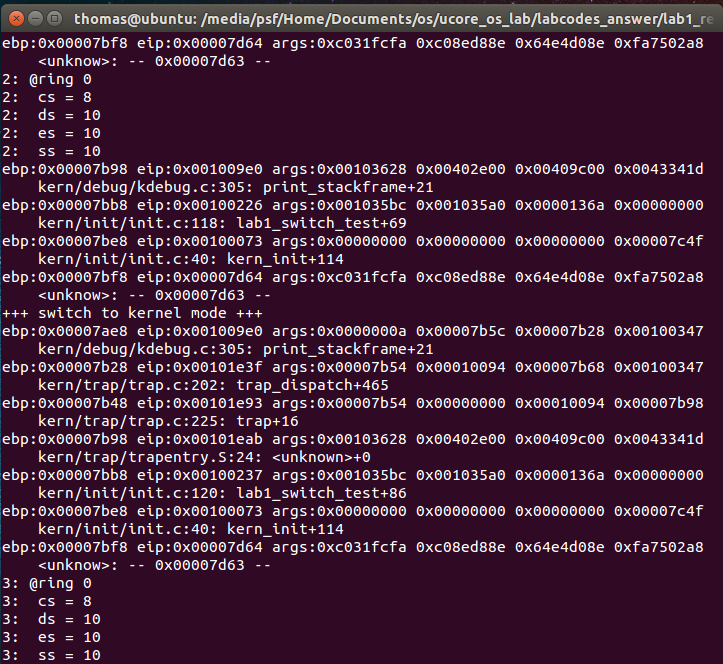 thomas@ubuntu: /media/psf/Home/Documents/os/ucore_os_lab/labcodes_answer/lab1_re
ebp:0x00007bf8 eip:0x00007d64 args:0xc031fcfa 0xc08ed88e 0x64e4d08e 0xfa7502a8
    <unknow>: -- 0x00007d63 --
2: @ring 0
2:  cs = 8
2:  ds = 10
2:  es = 10
2:  ss = 10
ebp:0x00007b98 eip:0x001009e0 args:0x00103628 0x00402e00 0x00409c00 0x0043341d
    kern/debug/kdebug.c:305: print_stackframe+21
ebp:0x00007bb8 eip:0x00100226 args:0x001035bc 0x001035a0 0x0000136a 0x00000000
    kern/init/init.c:118: lab1_switch_test+69
ebp:0x00007be8 eip:0x00100073 args:0x00000000 0x00000000 0x00000000 0x00007c4f
    kern/init/init.c:40: kern_init+114
ebp:0x00007bf8 eip:0x00007d64 args:0xc031fcfa 0xc08ed88e 0x64e4d08e 0xfa7502a8
    <unknow>: -- 0x00007d63 --
+++ switch to kernel mode +++
ebp:0x00007ae8 eip:0x001009e0 args:0x0000000a 0x00007b5c 0x00007b28 0x00100347
    kern/debug/kdebug.c:305: print_stackframe+21
ebp:0x00007b28 eip:0x00101e3f args:0x00007b54 0x00010094 0x00007b68 0x00100347
    kern/trap/trap.c:202: trap_dispatch+465
ebp:0x00007b48 eip:0x00101e93 args:0x00007b54 0x00000000 0x00010094 0x00007b98
    kern/trap/trap.c:225: trap+16
ebp:0x00007b98 eip:0x00101eab args:0x00103628 0x00402e00 0x00409c00 0x0043341d
    kern/trap/trapentry.S:24: <unknown>+0
ebp:0x00007bb8 eip:0x00100237 args:0x001035bc 0x001035a0 0x0000136a 0x00000000
    kern/init/init.c:120: lab1_switch_test+86
ebp:0x00007be8 eip:0x00100073 args:0x00000000 0x00000000 0x00000000 0x00007c4f
    kern/init/init.c:40: kern_init+114
ebp:0x00007bf8 eip:0x00007d64 args:0xc031fcfa 0xc08ed88e 0x64e4d08e 0xfa7502a8
    <unknow>: -- 0x00007d63 --
3: @ring 0
3:  cs = 8
3:  ds = 10
3:  es = 10
3:  ss = 10